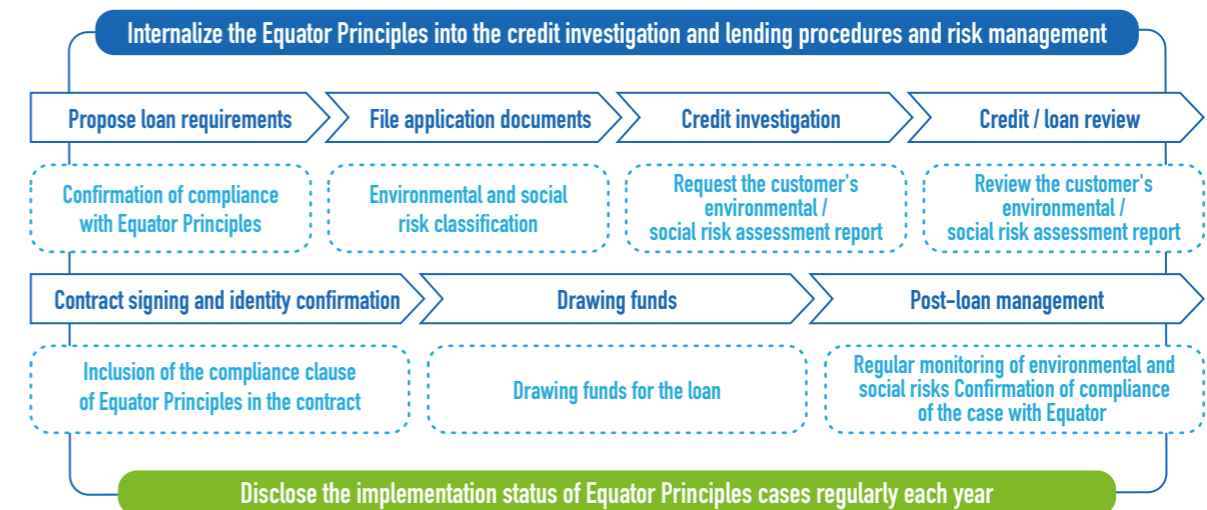 Internalize the Equator Principles into the credit investigation and lending procedures and risk management
Propose loan requirements
File application documents
Credit investigation
Credit / loan review
Confirmation of compliance
with Equator Principles
Environmental and social
risk classification
Request the customer's
environmental /
social risk assessment report
Review the customer's
environmental /
social risk assessment report
Contract signing and identity confirmation
Drawing funds
Post-loan management
Inclusion of the compliance clause
of Equator Principles in the contract
Drawing funds for the loan
Regular monitoring of environmental and
social risks Confirmation of compliance
of the case with Equator
Disclose the implementation status of Equator Principles cases regularly each year